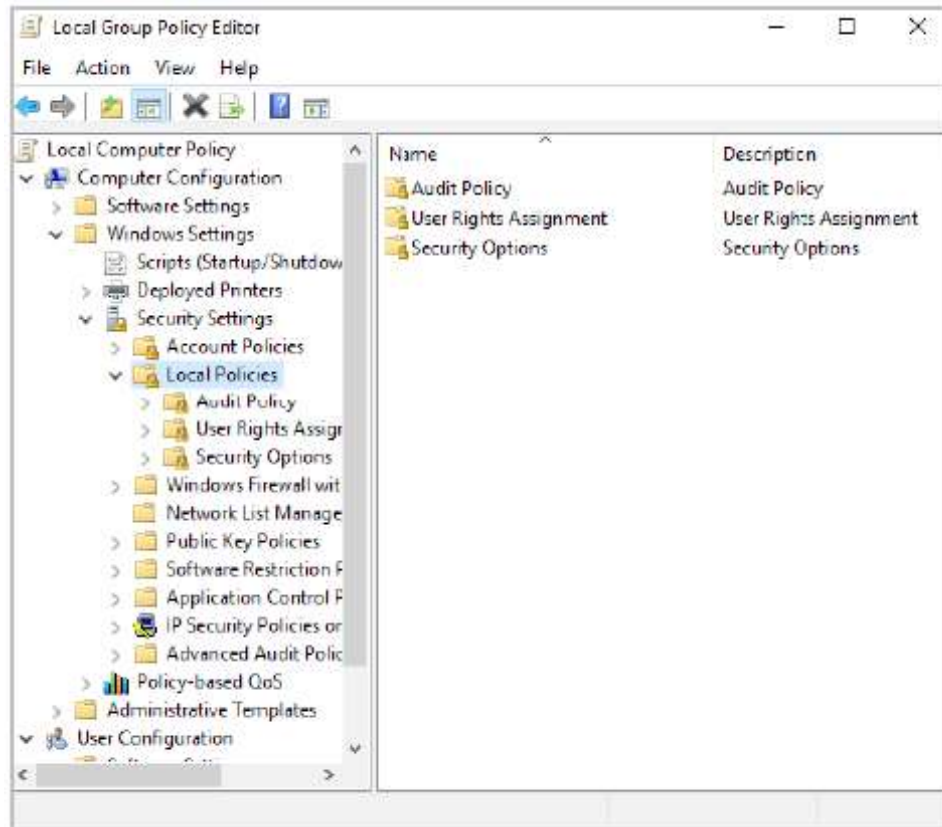 Local Group Policy Editor
File Action View Help
Local Computer Policy
Computer Configuration
Software Settings
Windows Settings
Scripts (Startup/Shutdow
Deployed Printers
Security Settings
Account Policies
Local Policies
Audit Policy
User Rights Assigr
Security Options
Windows Firewall wit
Network List Manage
Public Key Policies
Software Restriction P
Application Control P
IP Security Policies or
Advanced Audit Polic
Policy-based QoS
Administrative Templates
User Configuration
Name Description
Audit Policy Audit Policy
User Rights Assignment User Rights Assignment
Security Options Security Options